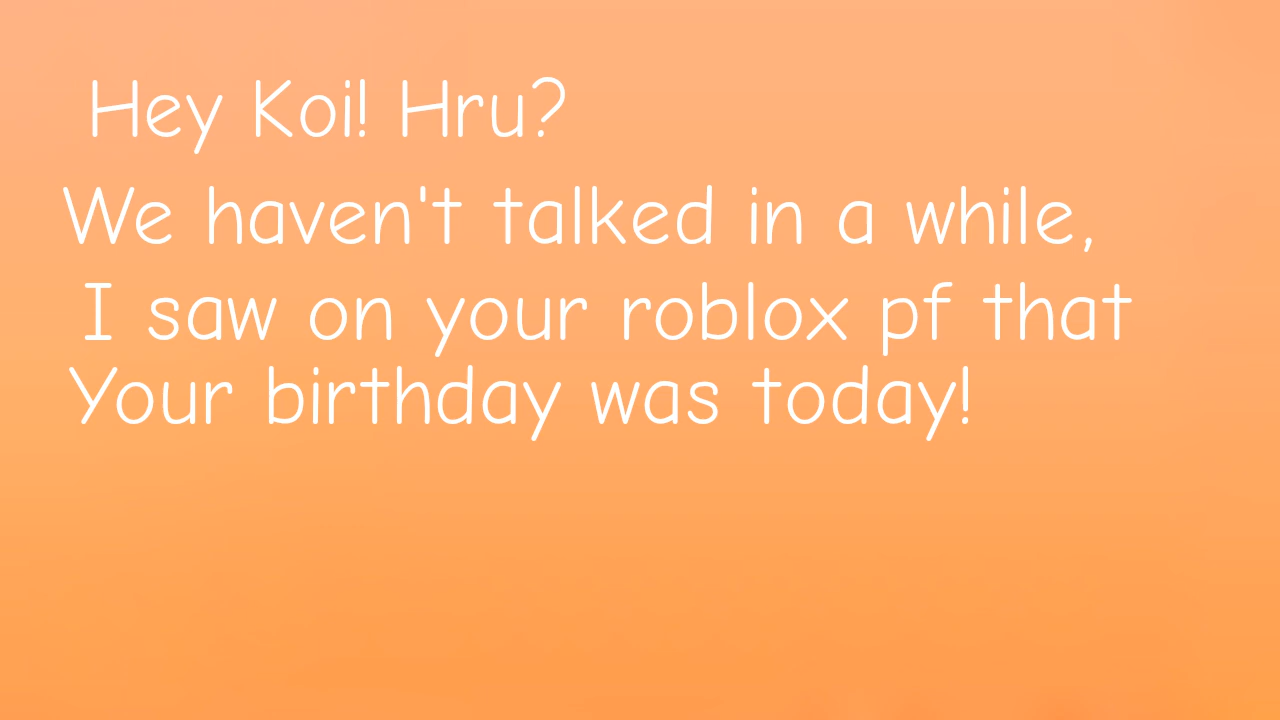 Hey Koi! Hru?
We haven't talked in a while,
I saw on your roblox pf that
Your birthday was today!